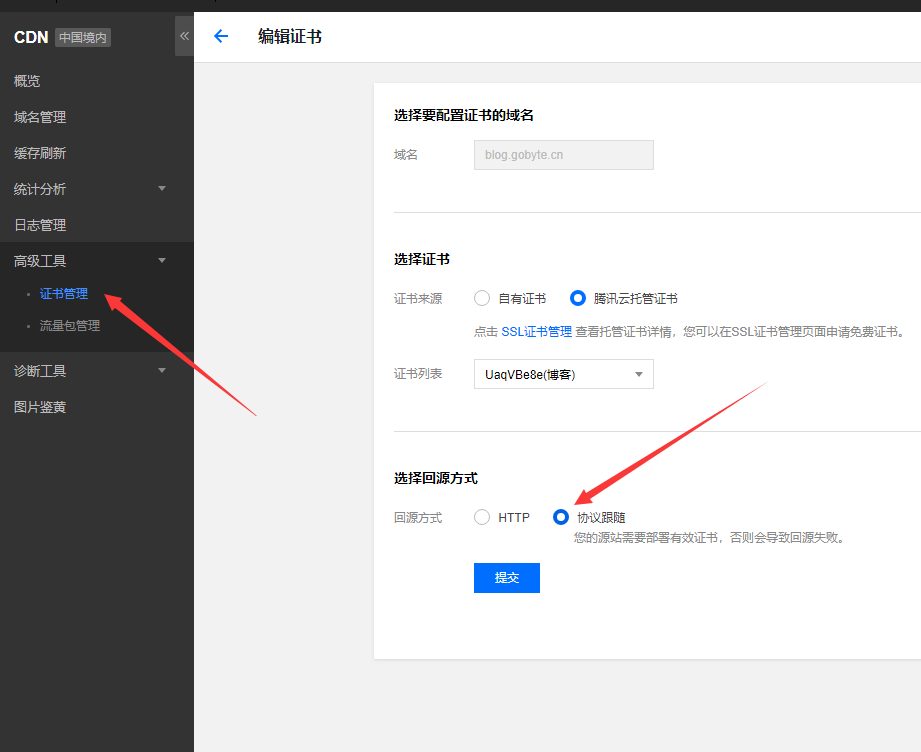 CDN 中国境内
概览
域名管理
缓存刷新
统计分析
日志管理
高级工具
证书管理
流量包管理
诊断工具
图片鉴黄
编辑证书
选择要配置证书的域名
域名 blog.gobyte.cn
选择证书
证书来源 自有证书 腾讯云托管证书
点击 SSL证书管理 查看托管证书详情，您可以在SSL证书管理页面申请免费证书。
证书列表 UaqVBe8e(博客)
选择回源方式
回源方式 HTTP 协议跟随
您的源站需要部署有效证书，否则会导致回源失败。
提交